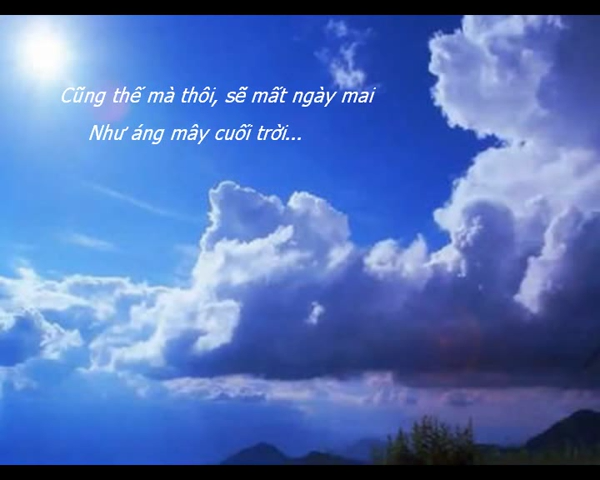 Cũng thế mà thôi, sẽ mất ngày mai
Như áng mây cuối trời...